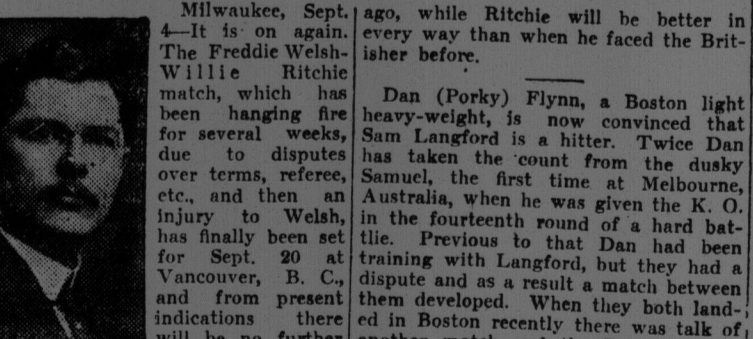 Milwaukee, Sept.
4—It is on again.
The Freddie Welsh-
Willie Ritchie
match, which has
been hanging fire
for several weeks,
due to disputes
over terms, referee,
etc., and then an
injury to Welsh,
has finally been set
for Sept. 20 at
Vancouver, B. C.,
and from present
indications there
will be no further
ago, while Ritchie will be better in
every way than when he faced the Brit-
isher before.
Dan (Porky) Flynn, a Boston light
heavy-weight, is now convinced that
Sam Langford is a hitter. Twice Dan
has taken the count from the dusky
Samuel, the first time at Melbourne,
Australia, when he was given the K. O.
in the fourteenth round of a hard bat-
tlie. Previous to that Dan had been
training with Langford, but they had a
dispute and as a result a match between
them developed. When they both land-
ed in Boston recently there was talk of
another match